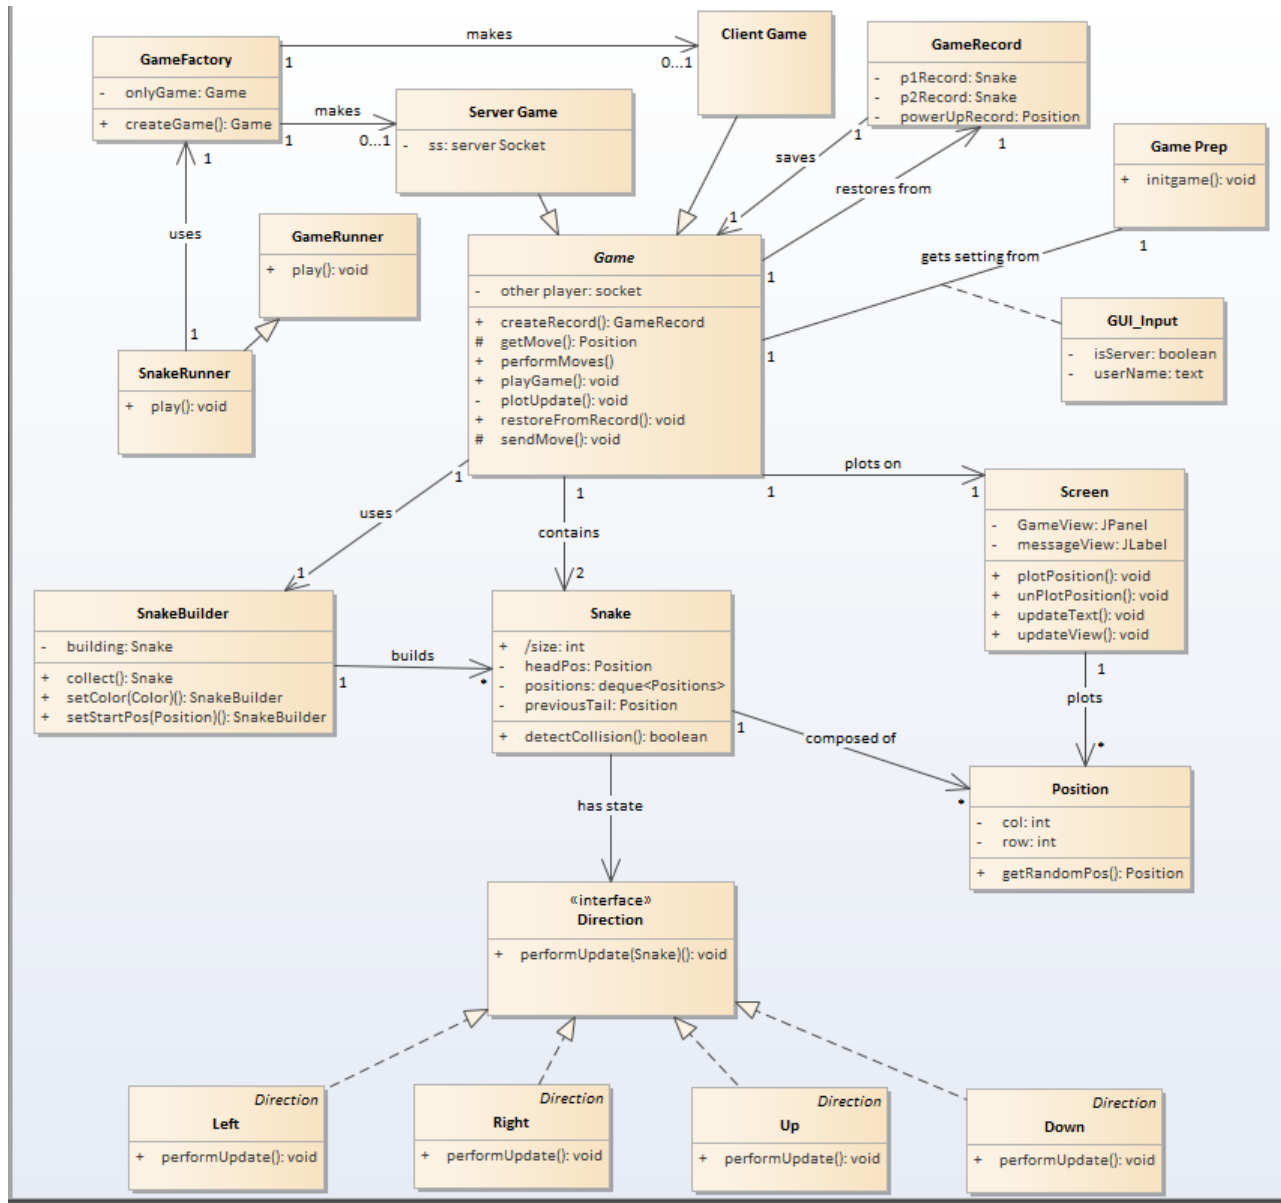 GameFactory
- onlyGame: Game
+ createGame(): Game
1
makes
0...1
Client Game
GameRecord
- p1Record: Snake
- p2Record: Snake
- powerUpRecord: Position
1
makes
0...1
Server Game
- ss: server Socket
Game Prep
+ initgame(): void
1
saves
1
1
restores from
1
1
gets setting from
1
GUI_Input
- isServer: boolean
- userName: text
1
uses
1
GameRunner
+ play(): void
SnakeRunner
+ play(): void
Game
- other player: socket
+ createRecord(): GameRecord
# getMove(): Position
+ performMoves()
+ playGame(): void
- plotUpdate(): void
+ restoreFromRecord(): void
# sendMove(): void
1
plots on
1
Screen
- GameView: JPanel
- messageView: JLabel
+ plotPosition(): void
+ unPlotPosition(): void
+ updateText(): void
+ updateView(): void
1
uses
1
1
contains
2
SnakeBuilder
- building: Snake
+ collect(): Snake
+ setColor(Color)(): SnakeBuilder
+ setStartPos(Position)(): SnakeBuilder
1
builds
*
Snake
+ /size: int
- headPos: Position
- positions: deque<Positions>
- previousTail: Position
+ detectCollision(): boolean
1
composed of
*
1
plots
*
Position
- col: int
- row: int
+ getRandomPos(): Position
has state
«interface»
Direction
+ performUpdate(Snake)(): void
Direction
Left
+ performUpdate(): void
Direction
Right
+ performUpdate(): void
Direction
Up
+ performUpdate(): void
Direction
Down
+ performUpdate(): void